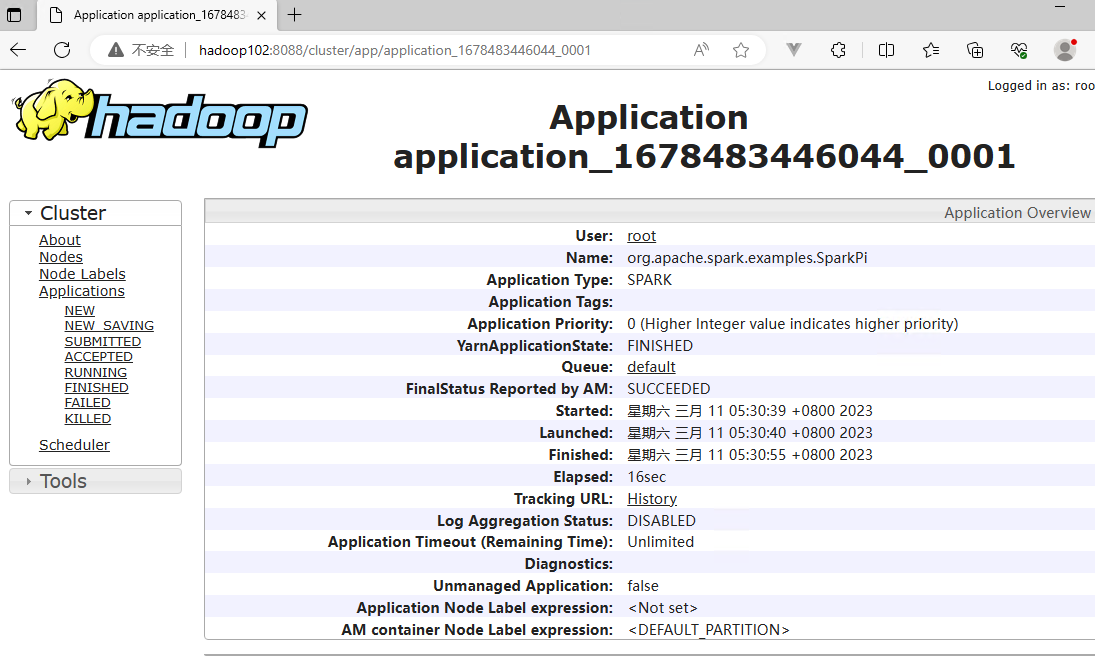 Application application_1678483
不安全 hadoop102:8088/cluster/app/application_1678483446044_0001
Logged in as: roo
hadoop
Application
application_1678483446044_0001
Cluster
About
Nodes
Node Labels
Applications
NEW
NEW_SAVING
SUBMITTED
ACCEPTED
RUNNING
FINISHED
FAILED
KILLED
Scheduler
Tools
Application Overview
User: root
Name: org.apache.spark.examples.SparkPi
Application Type: SPARK
Application Tags:
Application Priority: 0 (Higher Integer value indicates higher priority)
YarnApplicationState: FINISHED
Queue: default
FinalStatus Reported by AM: SUCCEEDED
Started: 星期六 三月 11 05:30:39 +0800 2023
Launched: 星期六 三月 11 05:30:40 +0800 2023
Finished: 星期六 三月 11 05:30:55 +0800 2023
Elapsed: 16sec
Tracking URL: History
Log Aggregation Status: DISABLED
Application Timeout (Remaining Time): Unlimited
Diagnostics:
Unmanaged Application: false
Application Node Label expression: <Not set>
AM container Node Label expression: <DEFAULT_PARTITION>